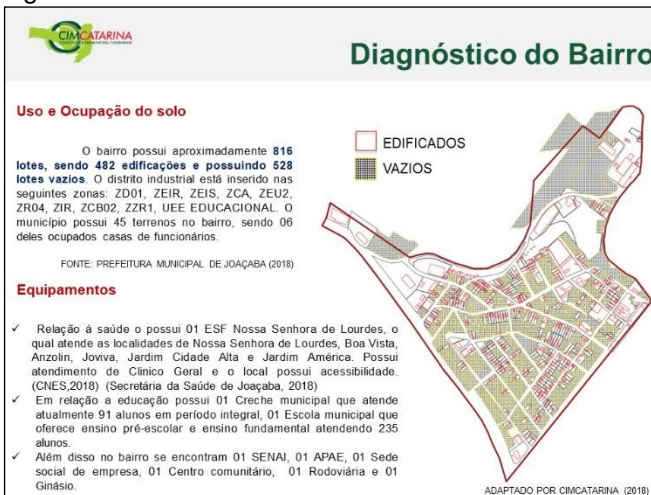 CIMCATARINA
Diagnóstico do Bairro
Uso e Ocupação do solo
O bairro possui aproximadamente 816
lotes, sendo 482 edificações e possuindo 528
lotes vazios. O distrito industrial está inserido nas
seguintes zonas: ZD01, ZEIR, ZEIS, ZCA, ZEU2,
ZR04, ZIR, ZCB02, ZZR1, UEE EDUCACIONAL. O
município possui 45 terrenos no bairro, sendo 06
deles ocupados casas de funcionários.
FONTE: PREFEITURA MUNICIPAL DE JOAÇABA (2018)
EDIFICADOS
VAZIOS
Equipamentos
✓ Relação à saúde o possui 01 ESF Nossa Senhora de Lourdes, o
qual atende as localidades de Nossa Senhora de Lourdes, Boa Vista,
Anzolin, Joviva, Jardim Cidade Alta e Jardim América. Possui
atendimento de Clinico Geral e o local possui acessibilidade.
(CNES,2018) (Secretária da Saúde de Joaçaba, 2018)
✓ Em relação a educação possui 01 Creche municipal que atende
atualmente 91 alunos em período integral, 01 Escola municipal que
oferece ensino pré-escolar e ensino fundamental atendendo 235
alunos.
✓ Além disso no bairro se encontram 01 SENAI, 01 APAE, 01 Sede
social de empresa, 01 Centro comunitário, 01 Rodoviária e 01
Ginásio.
ADAPTADO POR CIMCATARINA (2018)